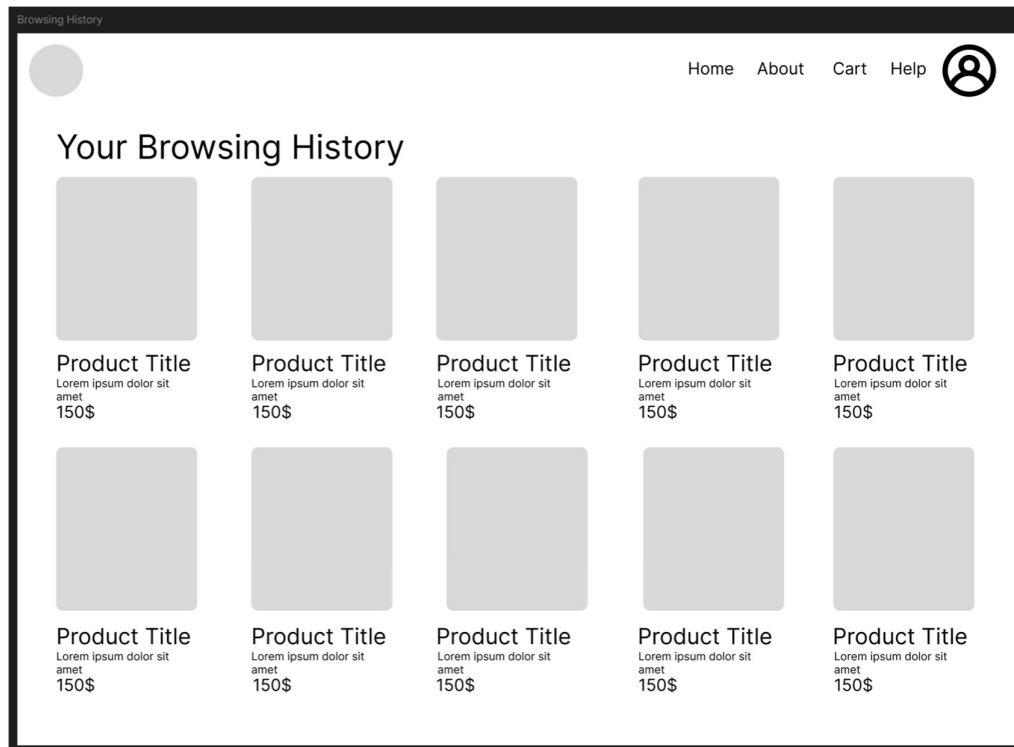 Browsing History
Home About Cart Help
Your Browsing History
Product Title Product Title Product Title Product Title Product Title
Lorem ipsum dolor sit Lorem ipsum dolor sit Lorem ipsum dolor sit Lorem ipsum dolor sit Lorem ipsum dolor sit
amet amet amet amet amet
150$ 150$ 150$ 150$ 150$
Product Title Product Title Product Title Product Title Product Title
Lorem ipsum dolor sit Lorem ipsum dolor sit Lorem ipsum dolor sit Lorem ipsum dolor sit Lorem ipsum dolor sit
amet amet amet amet amet
150$ 150$ 150$ 150$ 150$